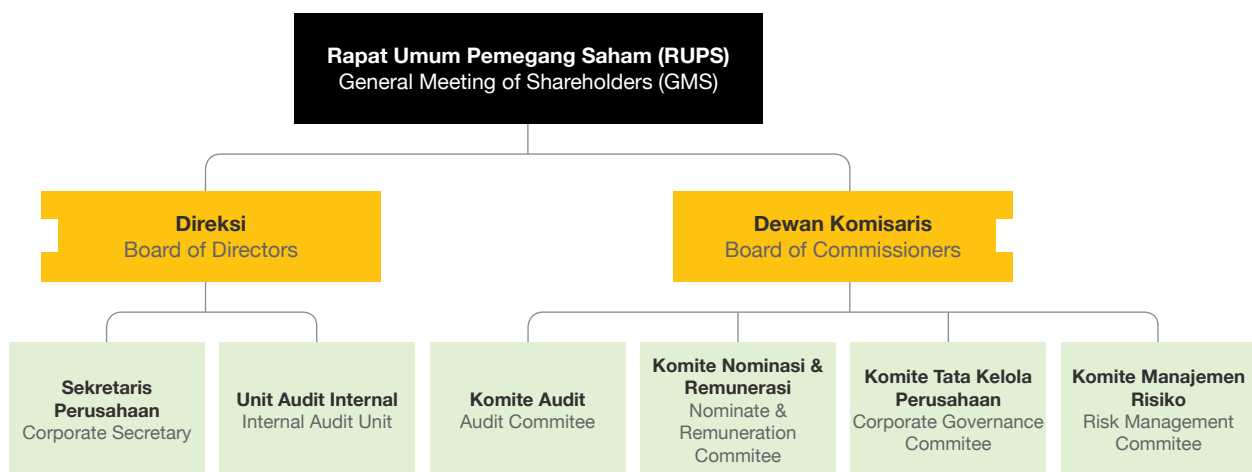 Rapat Umum Pemegang Saham (RUPS)
General Meeting of Shareholders (GMS)
Direksi
Board of Directors
Dewan Komisaris
Board of Commissioners
Sekretaris
Perusahaan
Corporate Secretary
Unit Audit Internal
Internal Audit Unit
Komite Audit
Audit Commitee
Komite Nominasi &
Remunerasi
Nominate &
Remuneration
Commitee
Komite Tata Kelola
Perusahaan
Corporate Governance
Commitee
Komite Manajemen
Risiko
Risk Management
Commitee